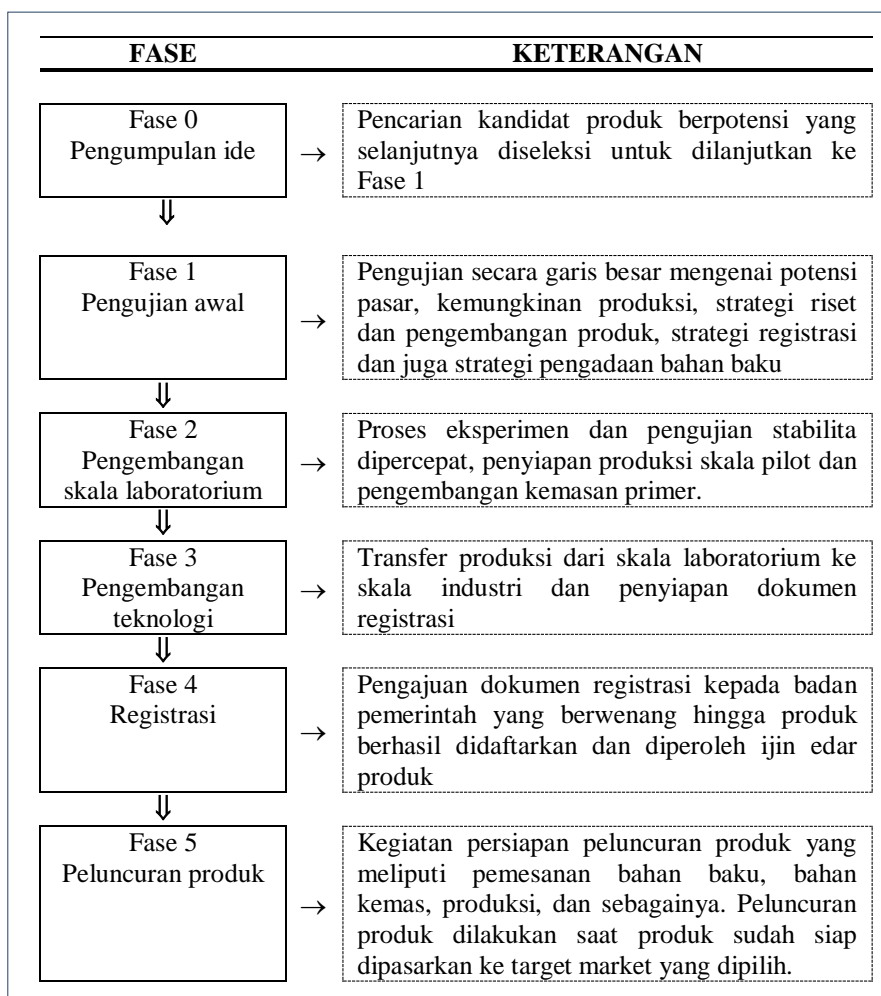 FASE KETERANGAN
Fase 0
Pengumpulan ide
→
Pencarian kandidat produk berpotensi yang
selanjutnya diseleksi untuk dilanjutkan ke
Fase 1
⇓
Fase 1
Pengujian awal
→
Pengujian secara garis besar mengenai potensi
pasar, kemungkinan produksi, strategi riset
dan pengembangan produk, strategi registrasi
dan juga strategi pengadaan bahan baku
⇓
Fase 2
Pengembangan
skala laboratorium
→
Proses eksperimen dan pengujian stabilita
dipercepat, penyiapan produksi skala pilot dan
pengembangan kemasan primer.
⇓
Fase 3
Pengembangan
teknologi
→
Transfer produksi dari skala laboratorium ke
skala industri dan penyiapan dokumen
registrasi
⇓
Fase 4
Registrasi
→
Pengajuan dokumen registrasi kepada badan
pemerintah yang berwenang hingga produk
berhasil didaftarkan dan diperoleh ijin edar
produk
⇓
Fase 5
Peluncuran produk
→
Kegiatan persiapan peluncuran produk yang
meliputi pemesanan bahan baku, bahan
kemas, produksi, dan sebagainya. Peluncuran
produk dilakukan saat produk sudah siap
dipasarkan ke target market yang dipilih.